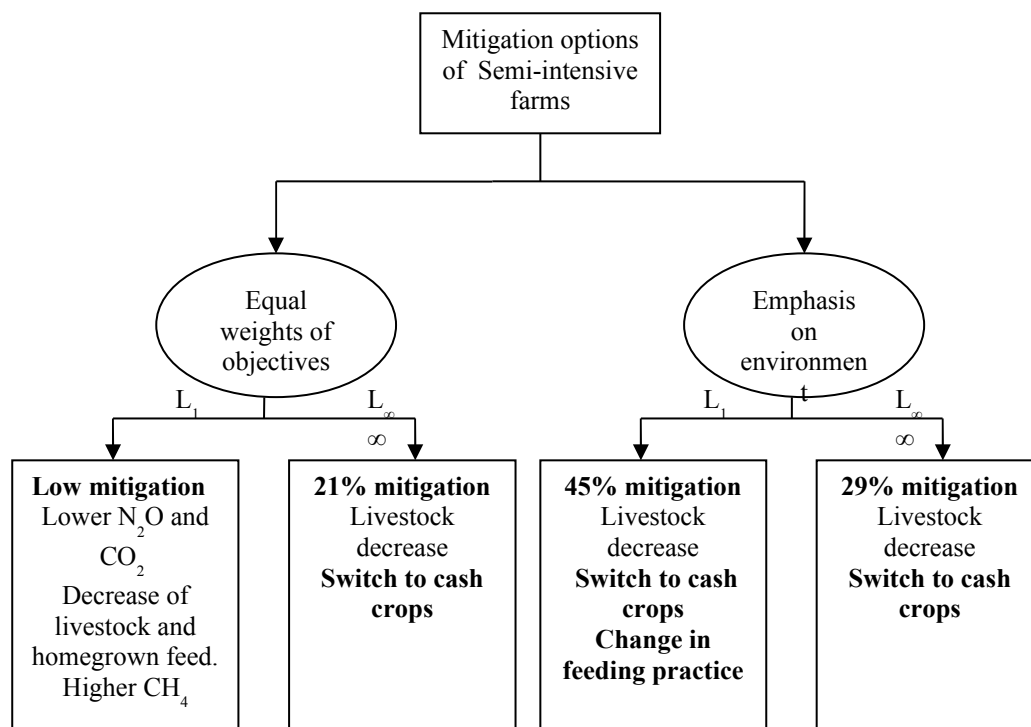 Mitigation options
of Semi-intensive
farms
Equal
weights of
objectives
Emphasis
on
environmen
t
L₁
L∞
∞
L₁
L∞
∞
Low mitigation
Lower N₂O and
CO₂
Decrease of
livestock and
homegrown feed.
Higher CH₄
21% mitigation
Livestock
decrease
Switch to cash
crops
45% mitigation
Livestock
decrease
Switch to cash
crops
Change in
feeding practice
29% mitigation
Livestock
decrease
Switch to cash
crops